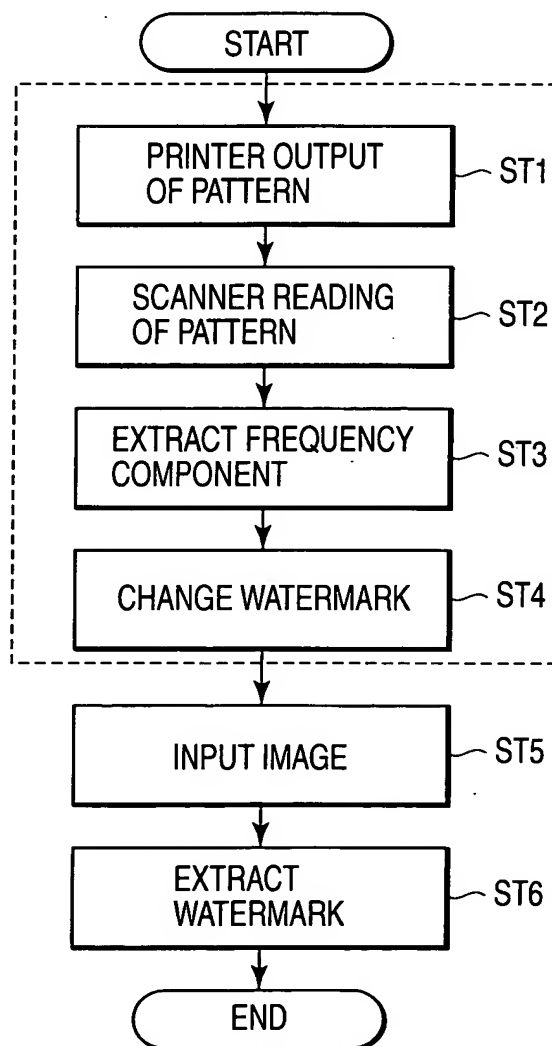 START
PRINTER OUTPUT
OF PATTERN
ST1
SCANNER READING
OF PATTERN
ST2
EXTRACT FREQUENCY
COMPONENT
ST3
CHANGE WATERMARK
ST4
INPUT IMAGE
ST5
EXTRACT
WATERMARK
ST6
END